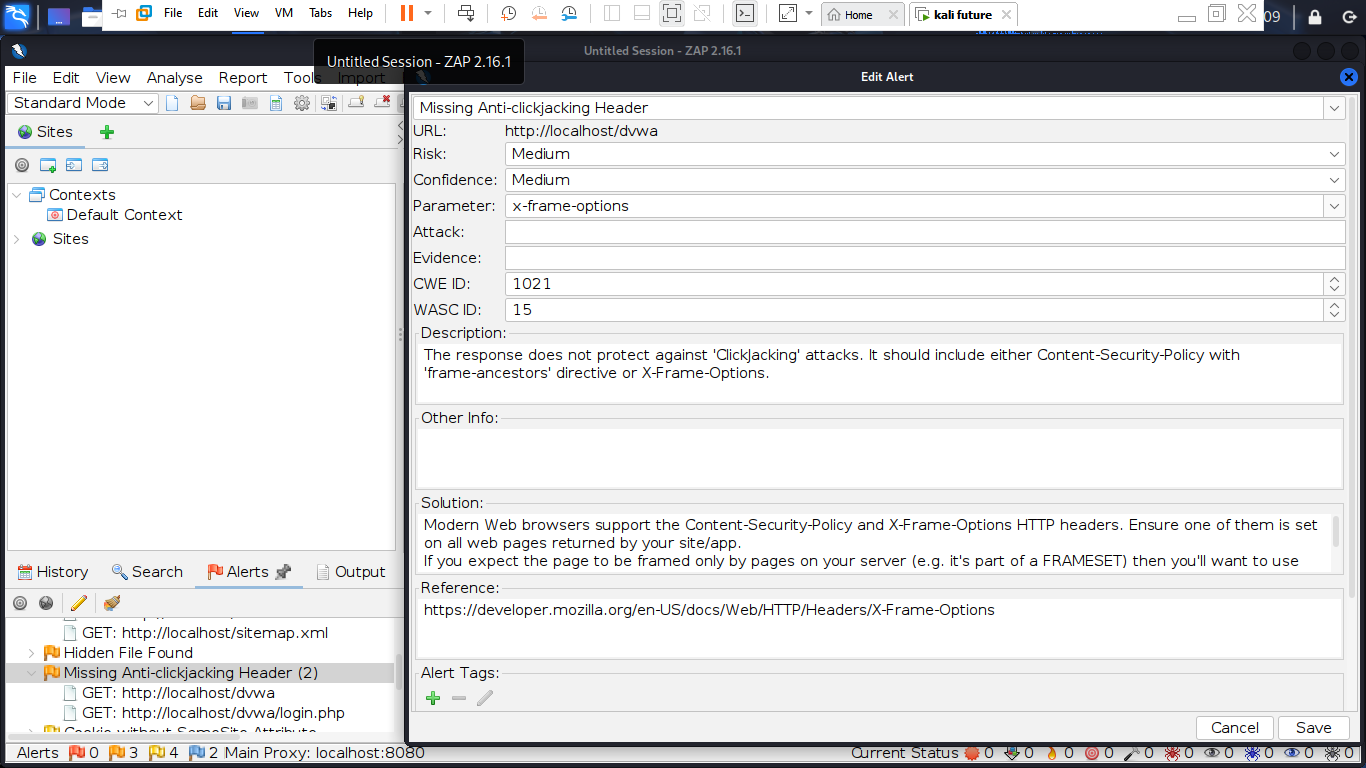 File Edit View VM Tabs Help
Home
kali future
09
Untitled Session - ZAP 2.16.1
Untitled Session - ZAP 2.16.1
File Edit View Analyse Report Tools Import
Edit Alert
Standard Mode
Sites
Contexts
Default Context
Sites
Missing Anti-clickjacking Header
URL: http://localhost/dvwa
Risk: Medium
Confidence: Medium
Parameter: x-frame-options
Attack:
Evidence:
CWE ID: 1021
WASC ID: 15
Description:
The response does not protect against 'ClickJacking' attacks. It should include either Content-Security-Policy with
'frame-ancestors' directive or X-Frame-Options.
Other Info:
Solution:
Modern Web browsers support the Content-Security-Policy and X-Frame-Options HTTP headers. Ensure one of them is set
on all web pages returned by your site/app.
If you expect the page to be framed only by pages on your server (e.g. it's part of a FRAMESET) then you'll want to use
Reference:
https://developer.mozilla.org/en-US/docs/Web/HTTP/Headers/X-Frame-Options
Alert Tags:
Cancel Save
History Search Alerts Output
GET: http://localhost/sitemap.xml
Hidden File Found
Missing Anti-clickjacking Header (2)
GET: http://localhost/dvwa
GET: http://localhost/dvwa/login.php
Cookie without SameSite Attribute
Alerts 0 3 4 2 Main Proxy: localhost:8080
Current Status 0 0 0 0 0 0 0 0 0 0